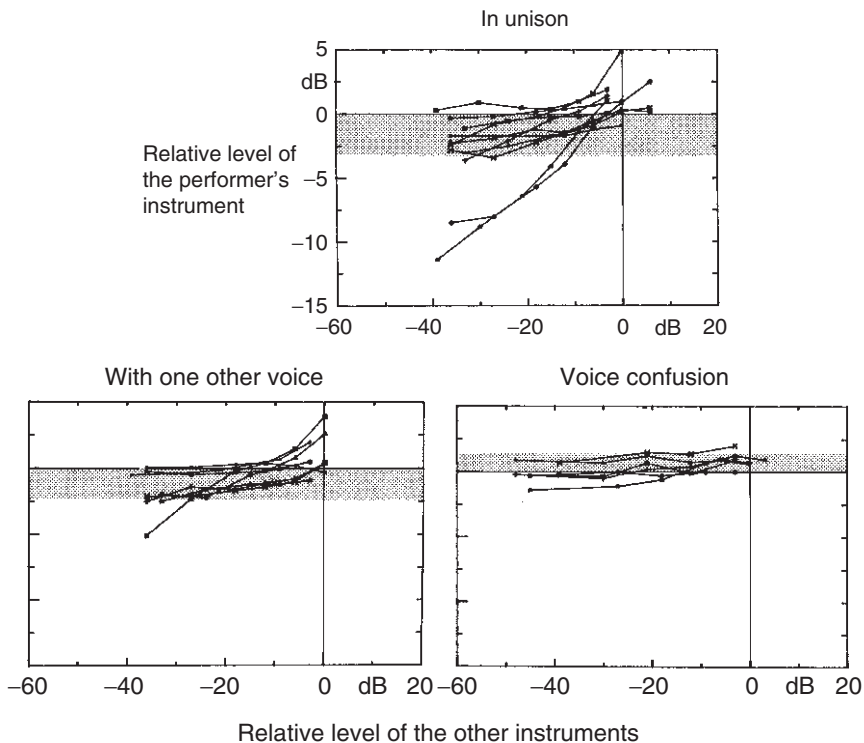 In unison
5
dB
0
Relative level of
the performer's
instrument
−5
−10
−15
−60 −40 −20 0 dB 20
With one other voice
Voice confusion
−60 −40 −20 0 dB 20
−60 −40 −20 0 dB 20
Relative level of the other instruments